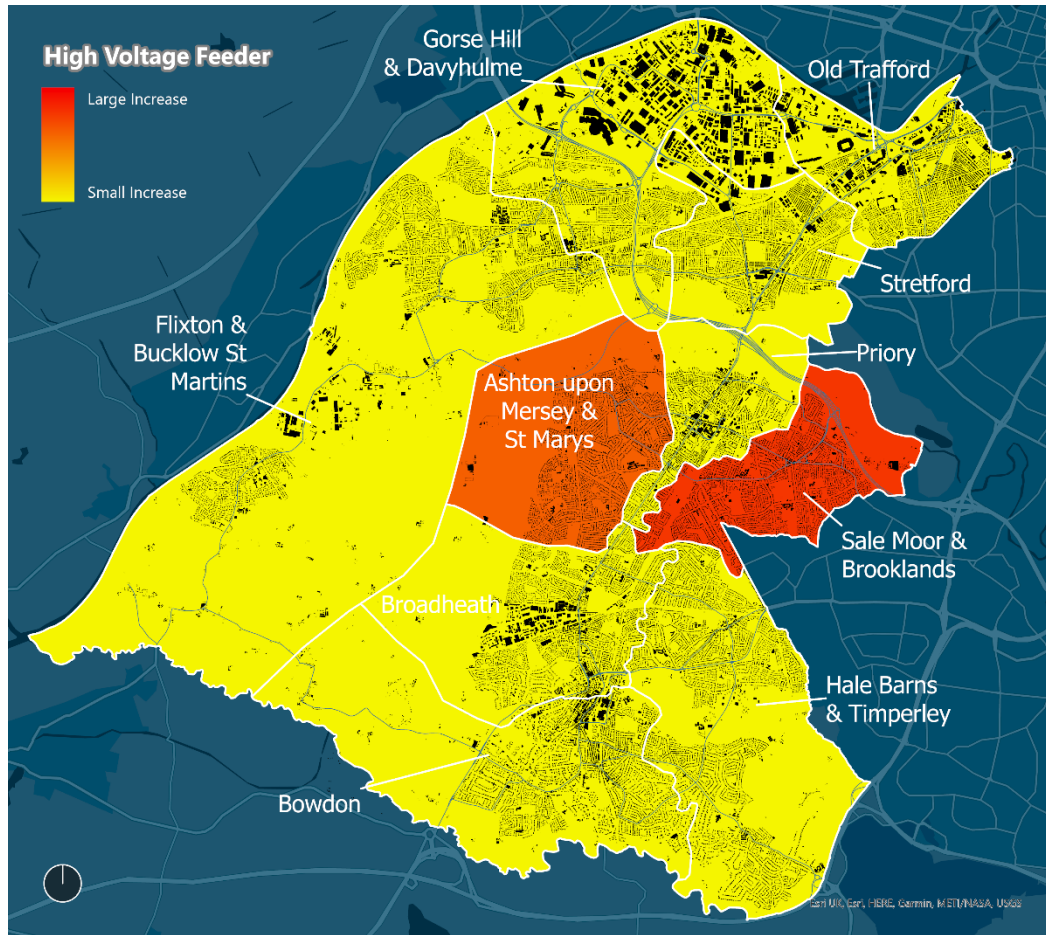 High Voltage Feeder
Large Increase
Small Increase
Gorse Hill
& Davyhulme
Old Trafford
Stretford
Flixton &
Bucklow St
Martins
Priory
Ashton upon
Mersey &
St Marys
Sale Moor &
Brooklands
Broadheath
Hale Barns
& Timperley
Bowdon
Esri UK, Esri, HERE, Garmin, METI/NASA, USGS